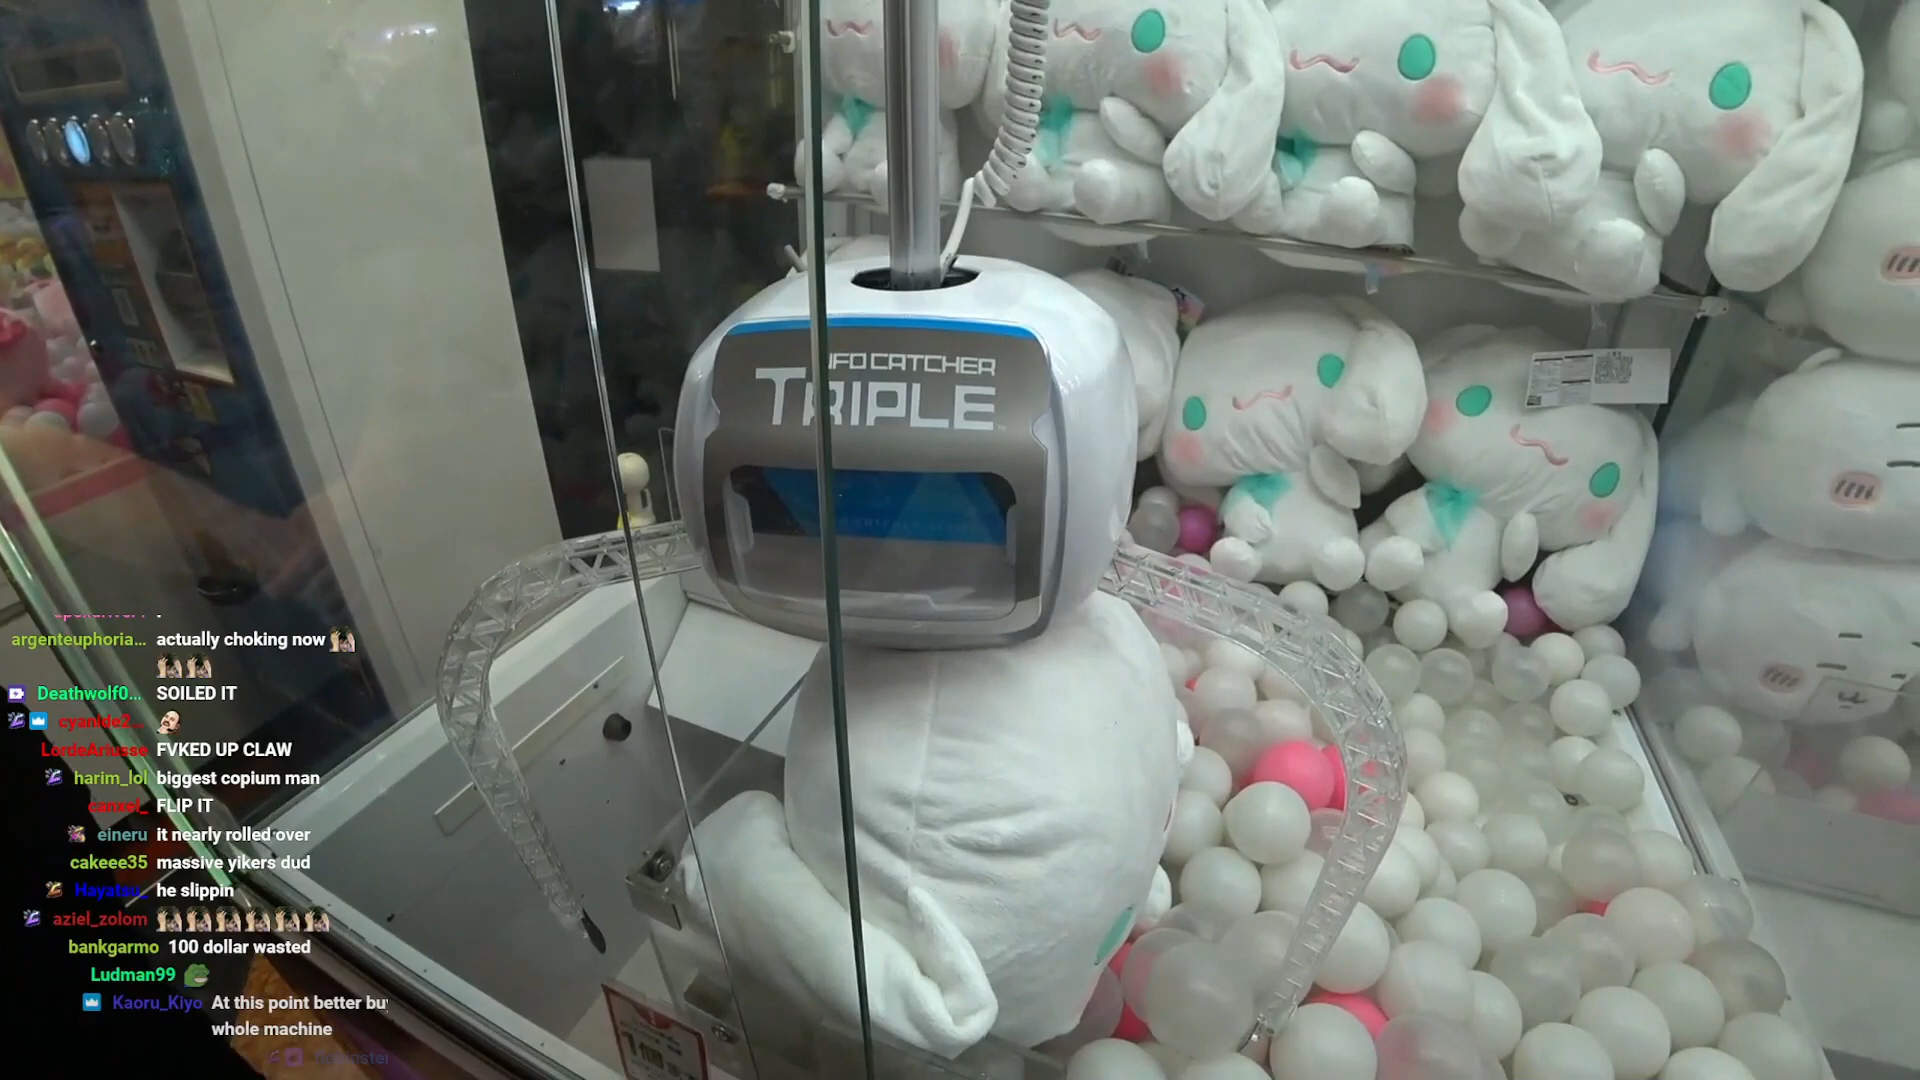 UFO CATCHER
TRIPLE
argenteuphoria... actually choking now
Deathwolf0... SOILED IT
cyanide2_
LordeAriusse FVKED UP CLAW
harim_lol biggest copium man
canxel_ FLIP IT
eineru it nearly rolled over
cakeee35 massive yikers dud
Hayatsu_ he slippin
aziel_zolom
bankgarmo 100 dollar wasted
Ludman99
Kaoru_Kiyo At this point better buy
whole machine